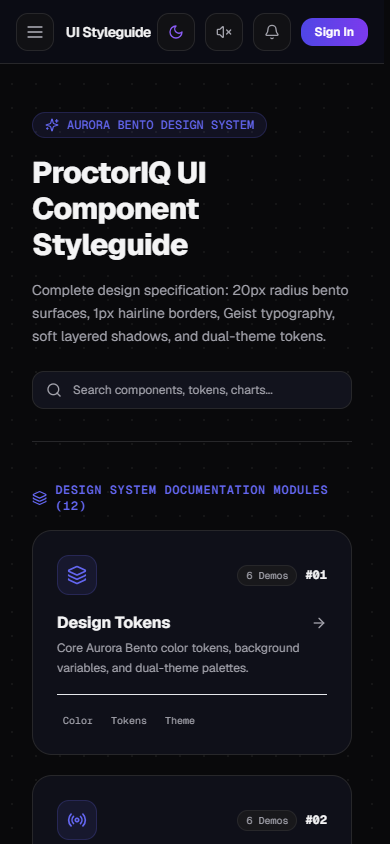 UI Styleguide
Sign In
AURORA BENTO DESIGN SYSTEM
ProctorIQ UI
Component
Styleguide
Complete design specification: 20px radius bento
surfaces, 1px hairline borders, Geist typography,
soft layered shadows, and dual-theme tokens.
Search components, tokens, charts...
DESIGN SYSTEM DOCUMENTATION MODULES
(12)
6 Demos #01
Design Tokens
Core Aurora Bento color tokens, background
variables, and dual-theme palettes.
Color Tokens Theme
6 Demos #02